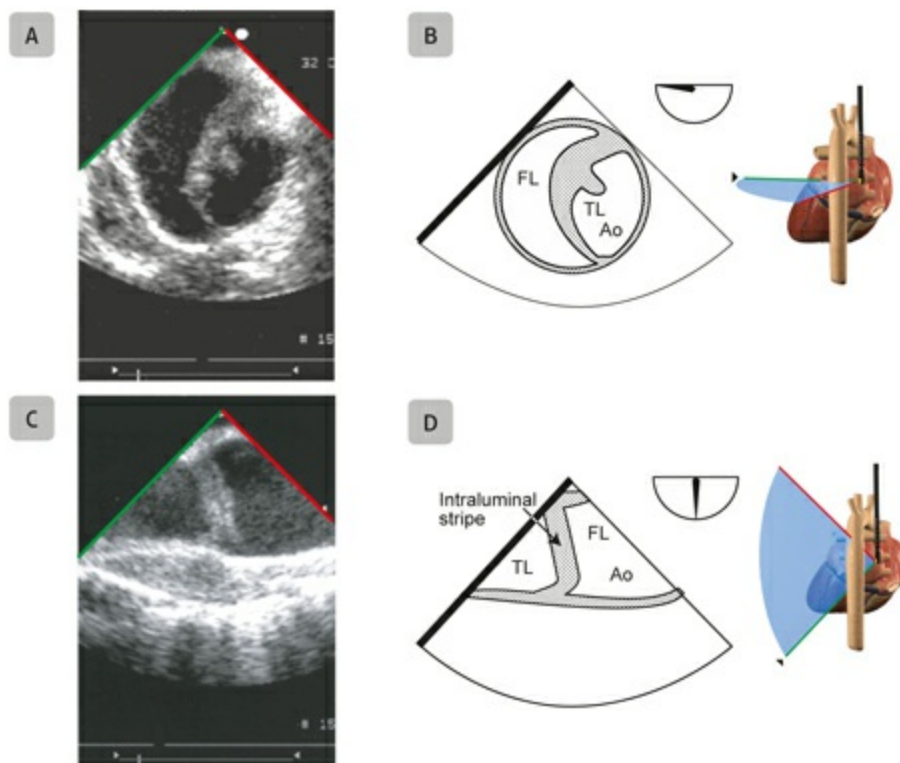 A
32
15
B
FL
TL
Ao
C
15
D
Intraluminal
stripe
FL
TL
Ao